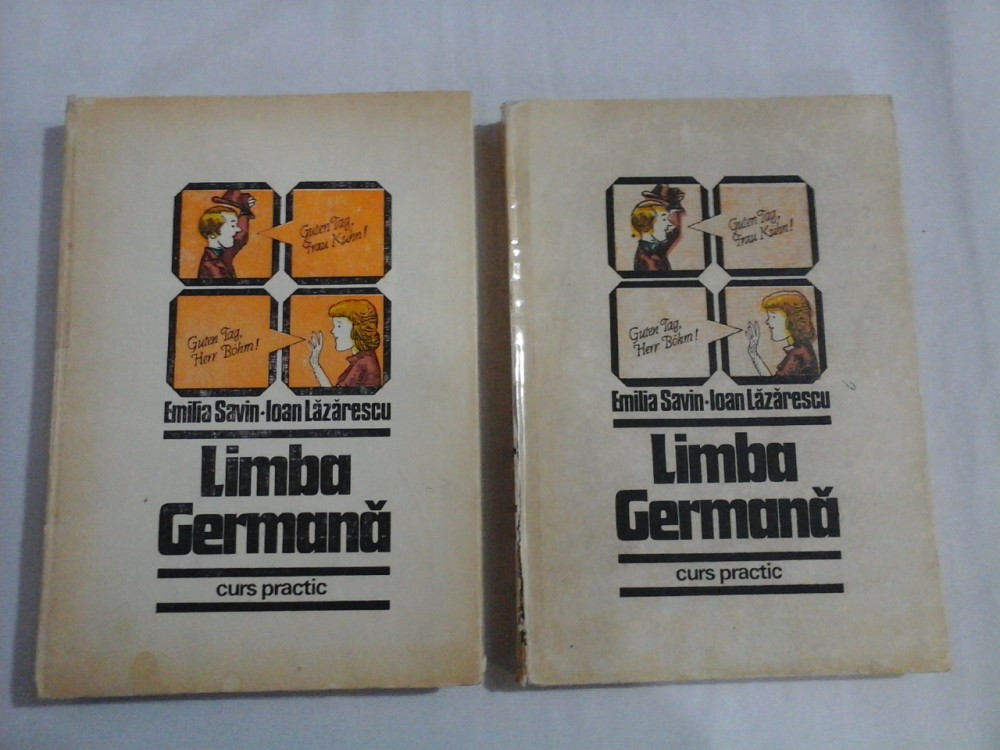 Guten Tag,
Frau Kuhn!
Guten Tag,
Herr Böhm!
Emilia Savin·Ioan Lăzărescu
Limba
Germană
curs practic
Guten Tag,
Frau Kuhn!
Guten Tag,
Herr Böhm!
Emilia Savin·Ioan Lăzărescu
Limba
Germană
curs practic